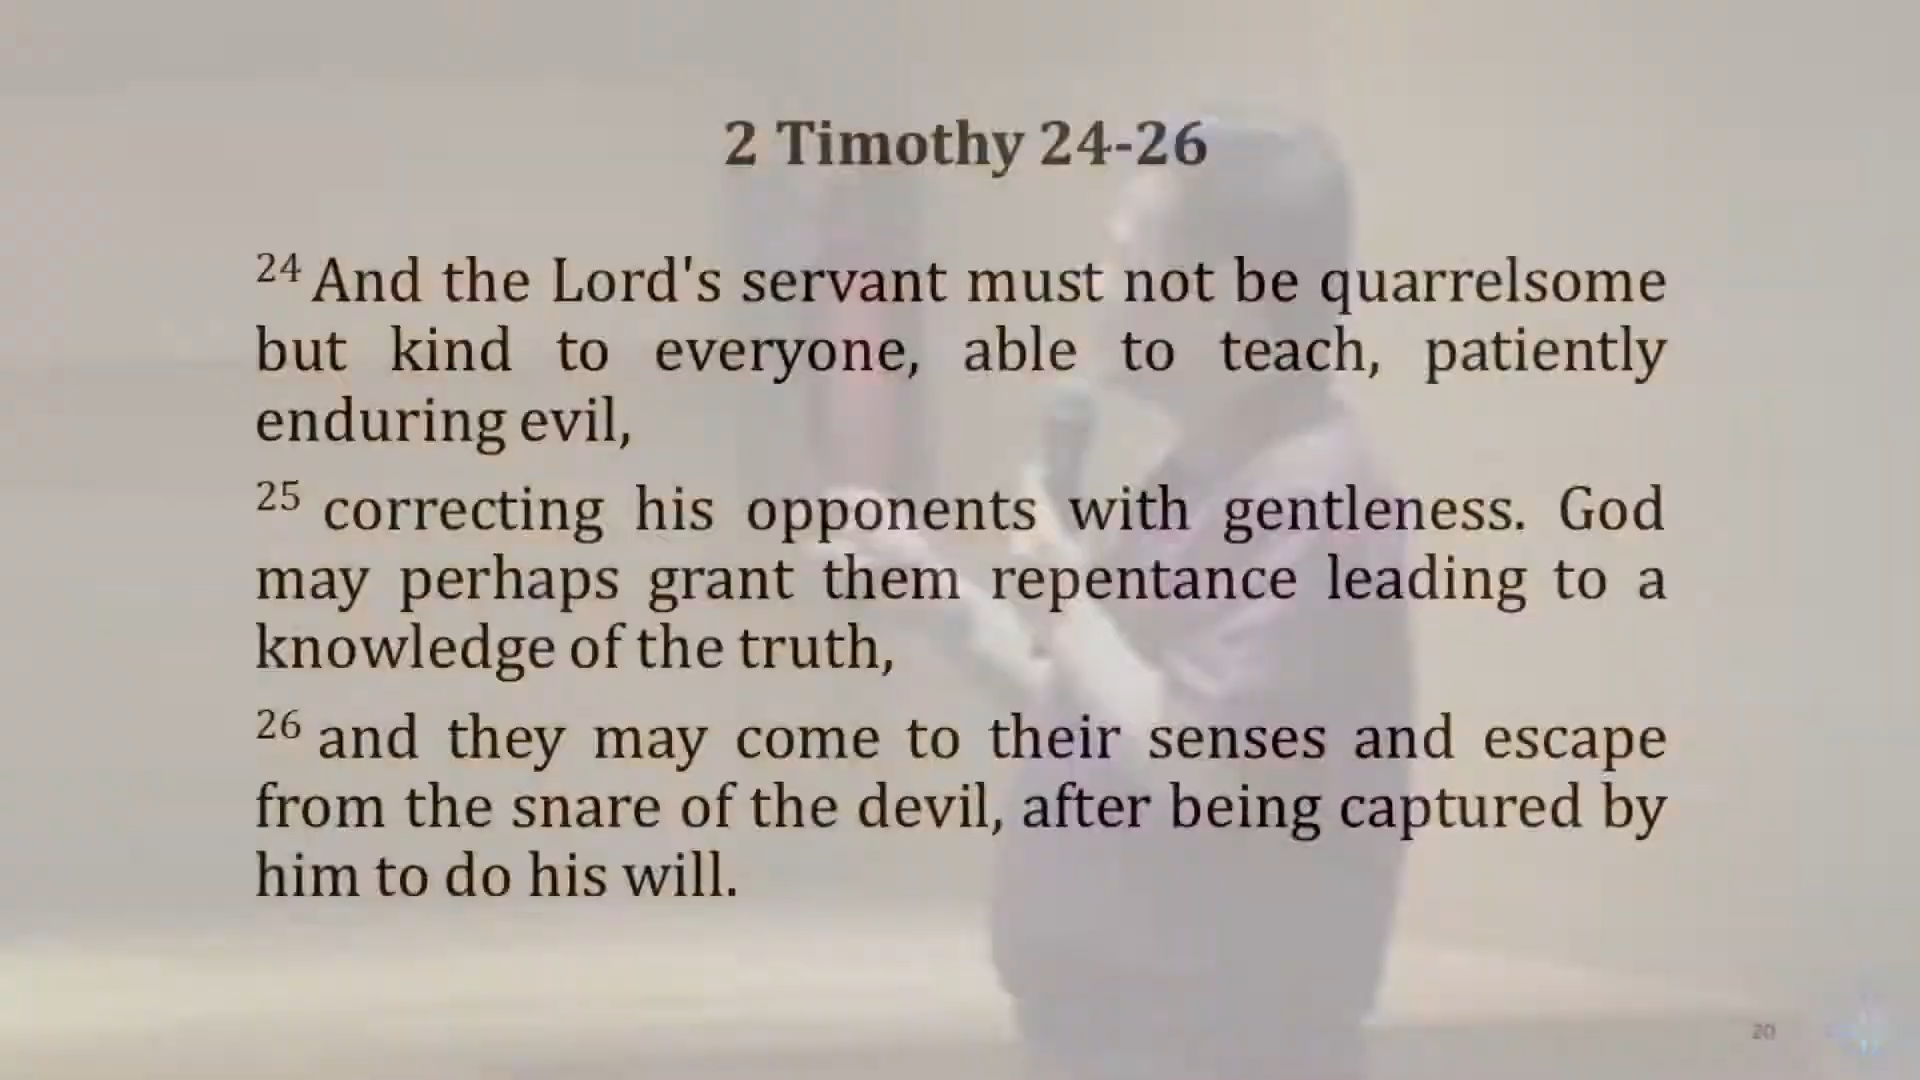 2 Timothy 24-26
24 And the Lord's servant must not be quarrelsome
but kind to everyone, able to teach, patiently
enduring evil,
25 correcting his opponents with gentleness. God
may perhaps grant them repentance leading to a
knowledge of the truth,
26 and they may come to their senses and escape
from the snare of the devil, after being captured by
him to do his will.
20